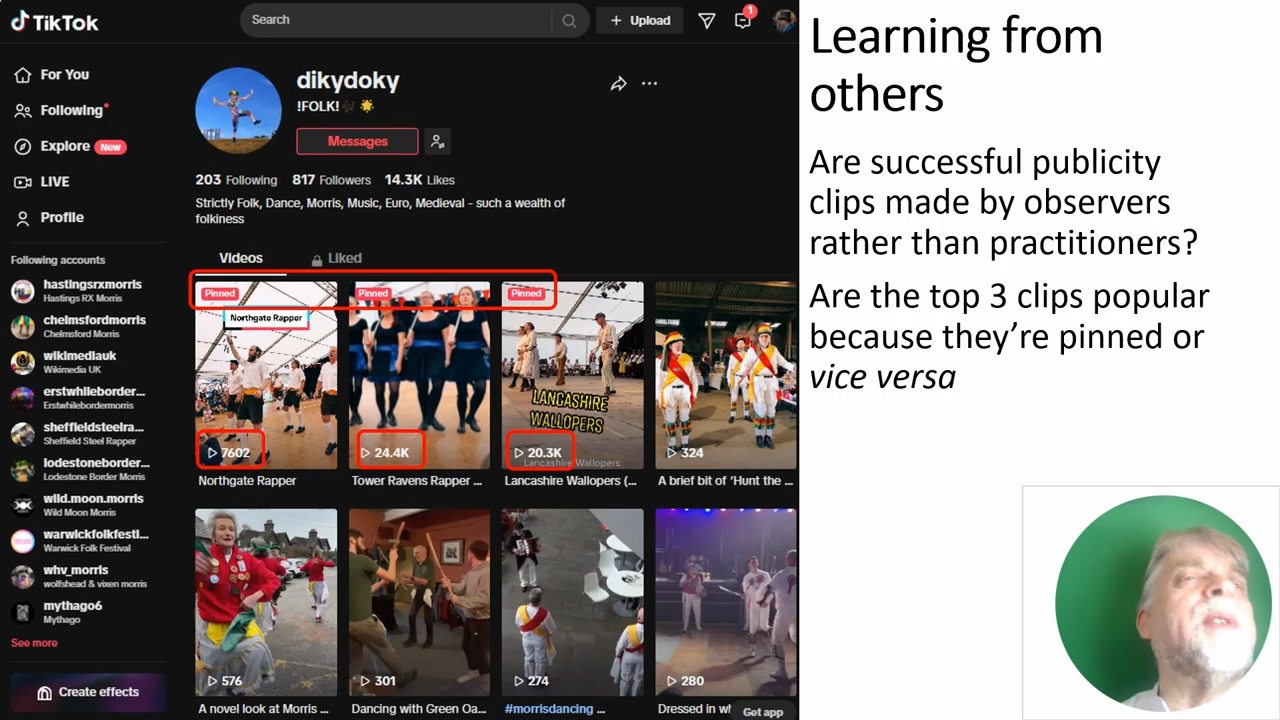 TikTok
Search
+ Upload
1
For You
Following
Explore New
LIVE
Profile
Following accounts
hastingsrxmorris
Hastings RX Morris
chelmsfordmorris
Chelmsford Morris
wikimediauk
Wikimedia UK
erstwhileborder...
Erstwhilebordermorris
sheffieldsteelra...
Sheffield Steel Rapper
lodestoneborder...
Lodestone Border Morris
wild.moon.morris
Wild Moon Morris
warwickfolkfesti...
Warwick Folk Festival
whv_morris
wolfshead & vixen morris
mythago6
Mythago
See more
Create effects
dikydoky
!FOLK!
Messages
203 Following 817 Followers 14.3K Likes
Strictly Folk, Dance, Morris, Music, Euro, Medieval - such a wealth of
folkiness
Videos Liked
Pinned Pinned Pinned
Northgate Rapper
LANCASHIRE
WALLOPERS
Lancashire Wallopers
7602 24.4K 20.3K 324
Northgate Rapper Tower Ravens Rapper ... Lancashire Wallopers (... A brief bit of ‘Hunt the ...
576 301 274 280
A novel look at Morris ... Dancing with Green Oa... #morrisdancing ... Dressed in wh
Get app
Learning from
others
Are successful publicity
clips made by observers
rather than practitioners?
Are the top 3 clips popular
because they’re pinned or
vice versa